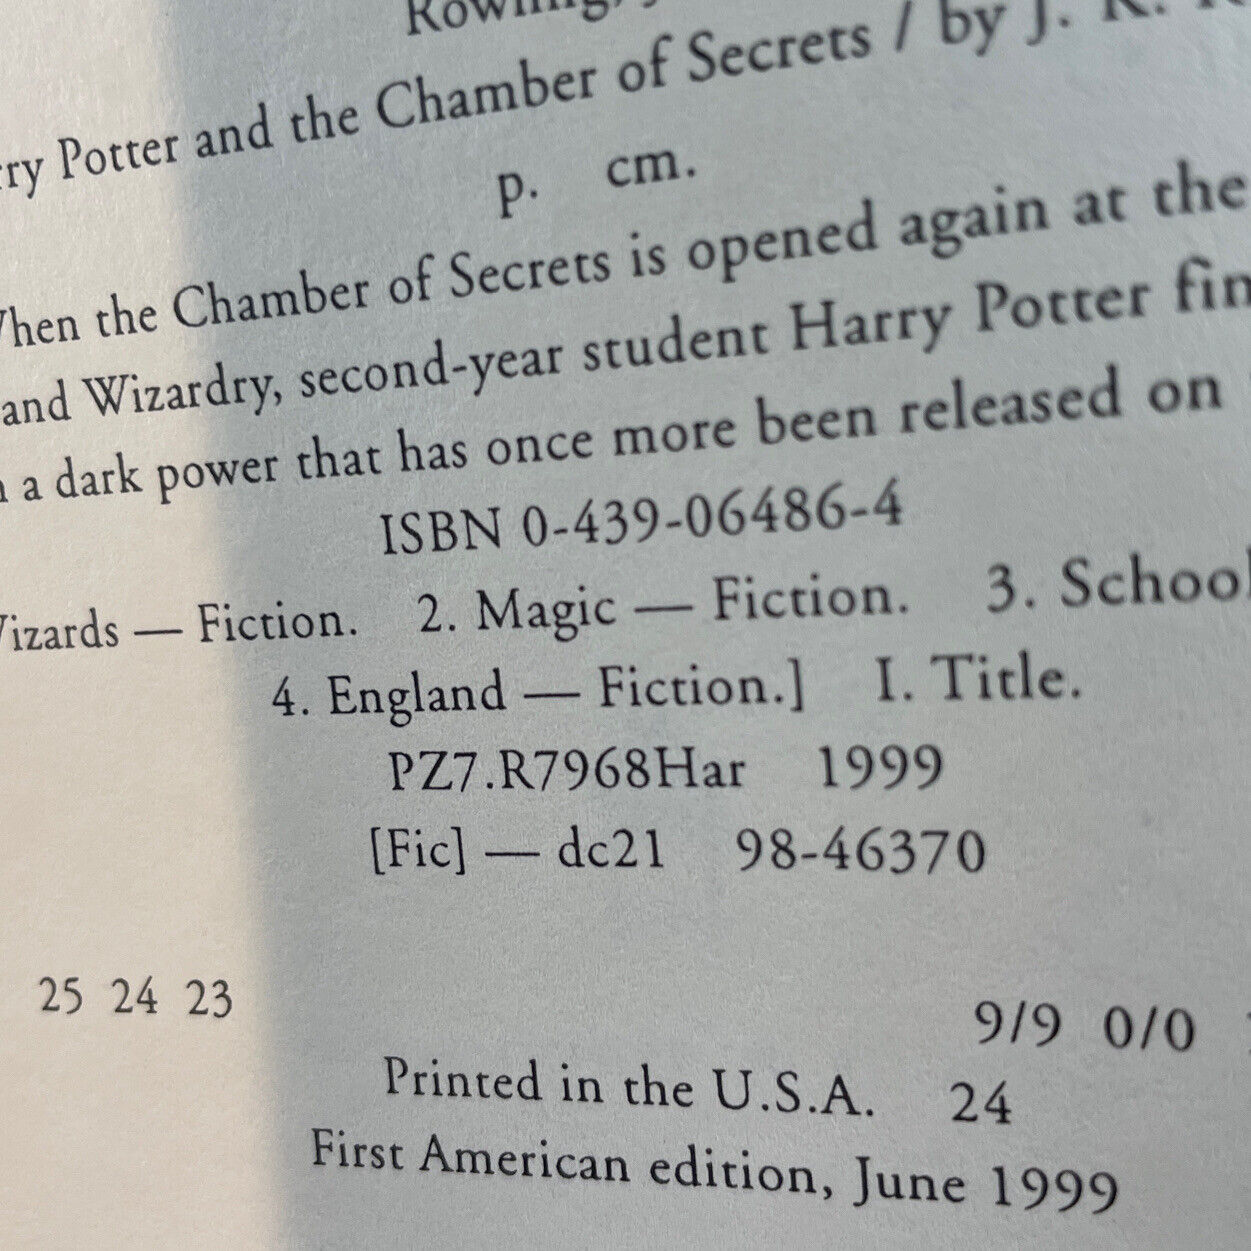 Rowling,
ry Potter and the Chamber of Secrets / by J. K.
p. cm.
When the Chamber of Secrets is opened again at the
and Wizardry, second-year student Harry Potter fin
a dark power that has once more been released on
ISBN 0-439-06486-4
Wizards — Fiction. 2. Magic — Fiction. 3. School
4. England — Fiction.] I. Title.
PZ7.R7968Har 1999
[Fic] — dc21 98-46370
25 24 23 9/9 0/0
Printed in the U.S.A. 24
First American edition, June 1999